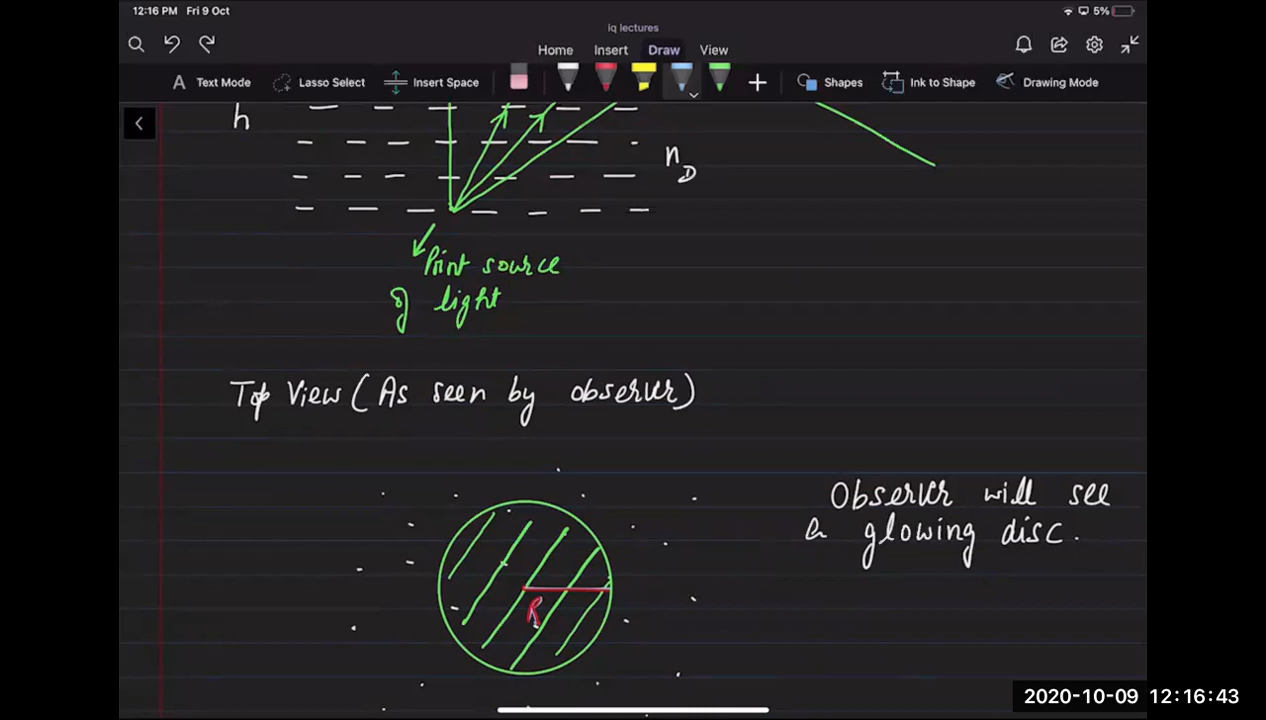 12:16 PM Fri 9 Oct
5%
iq lectures
Home Insert Draw View
Text Mode Lasso Select Insert Space Shapes Ink to Shape Drawing Mode
h
nD
Point source
of light
Top View (As seen by observer)
Observer will see
a glowing disc.
R
2020-10-09 12:16:43